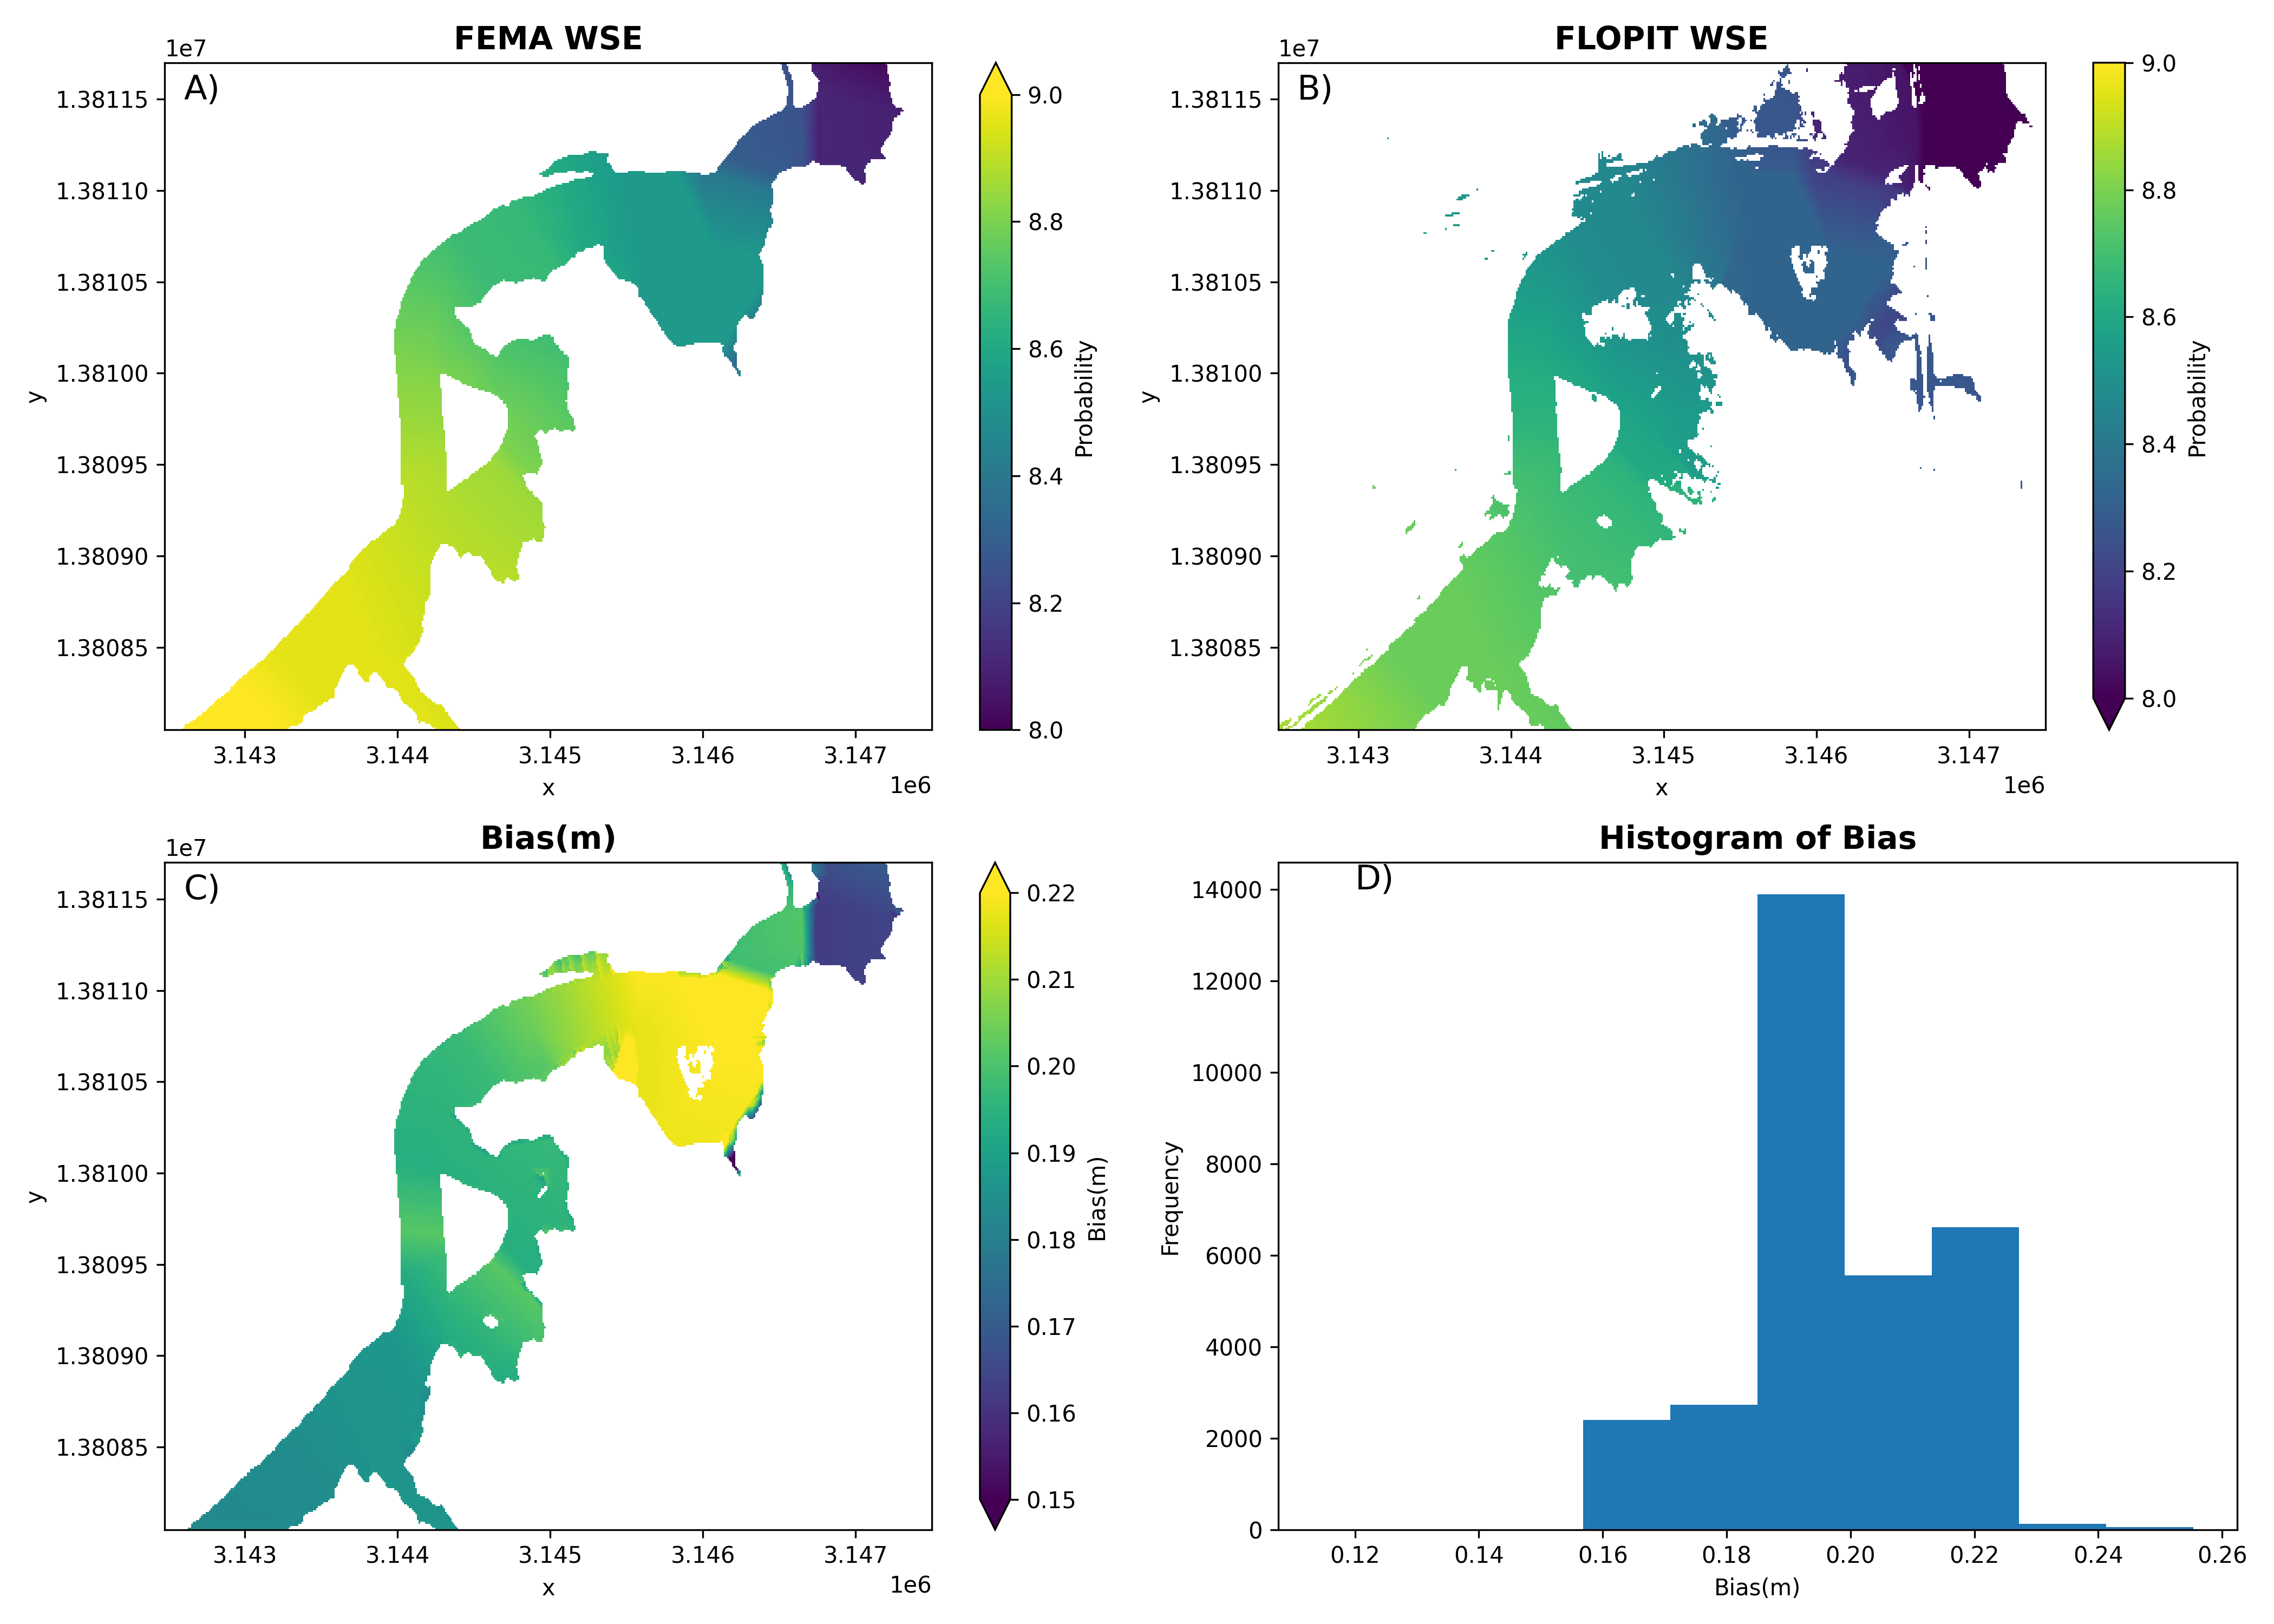 FEMA WSE
1e7
A)
1.38115
1.38110
1.38105
1.38100
1.38095
1.38090
1.38085
y
3.143 3.144 3.145 3.146 3.147
x
1e6
9.0
8.8
8.6
8.4
8.2
8.0
Probability
FLOPIT WSE
1e7
B)
1.38115
1.38110
1.38105
1.38100
1.38095
1.38090
1.38085
y
3.143 3.144 3.145 3.146 3.147
x
1e6
9.0
8.8
8.6
8.4
8.2
8.0
Probability
Bias(m)
1e7
C)
1.38115
1.38110
1.38105
1.38100
1.38095
1.38090
1.38085
y
3.143 3.144 3.145 3.146 3.147
x
1e6
0.22
0.21
0.20
0.19
0.18
0.17
0.16
0.15
Bias(m)
Histogram of Bias
D)
14000
12000
10000
8000
6000
4000
2000
0
Frequency
0.12 0.14 0.16 0.18 0.20 0.22 0.24 0.26
Bias(m)